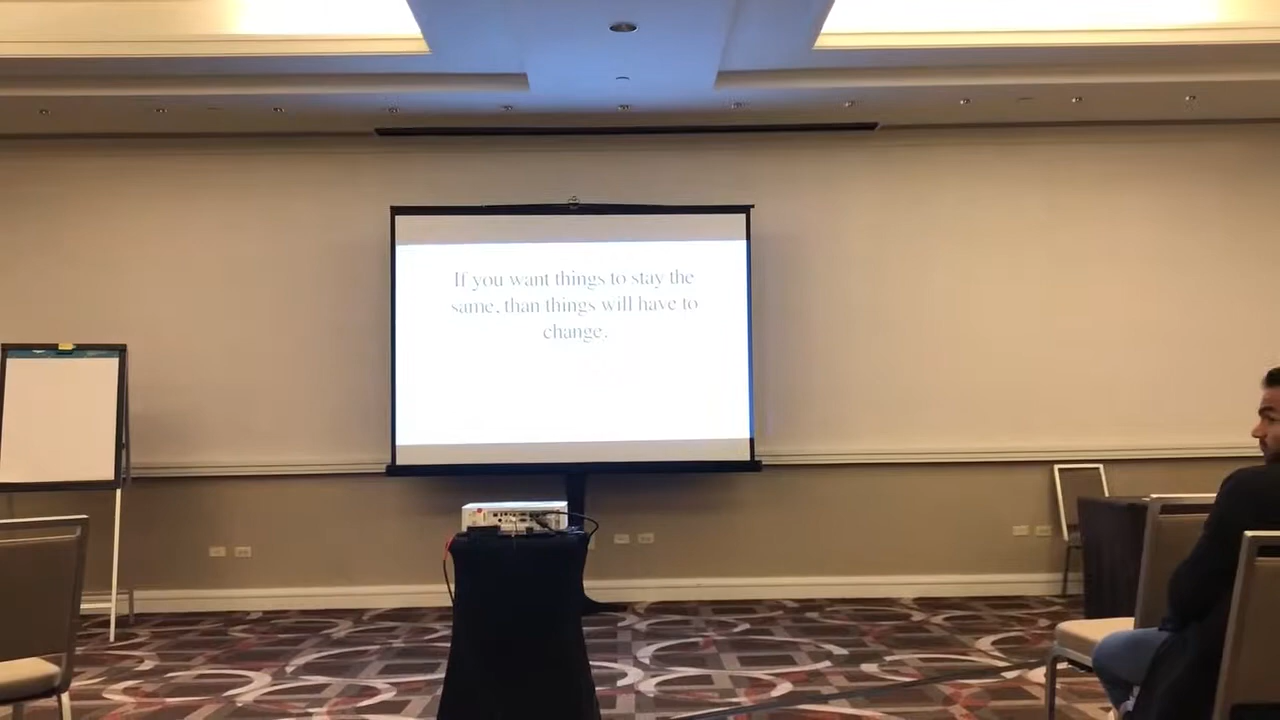 If you want things to stay the
same, than things will have to
change.